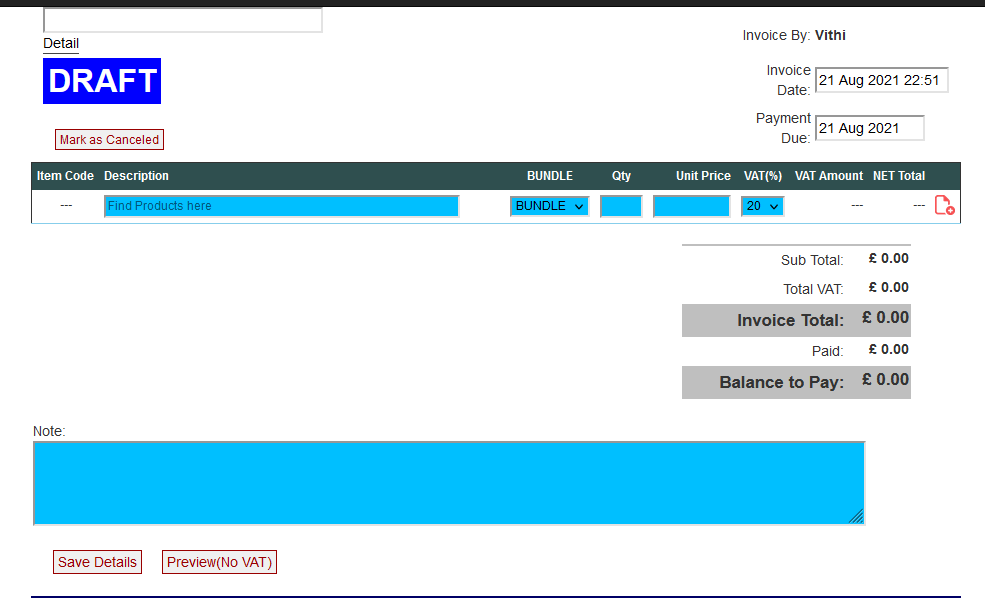 Invoice By: Vithi
Detail
DRAFT
Invoice
Date:
21 Aug 2021 22:51
Payment
Due:
21 Aug 2021
Mark as Canceled
Item Code Description BUNDLE Qty Unit Price VAT(%) VAT Amount NET Total
--- Find Products here BUNDLE 20 --- ---
Sub Total: £ 0.00
Total VAT: £ 0.00
Invoice Total: £ 0.00
Paid: £ 0.00
Balance to Pay: £ 0.00
Note:
Save Details Preview(No VAT)